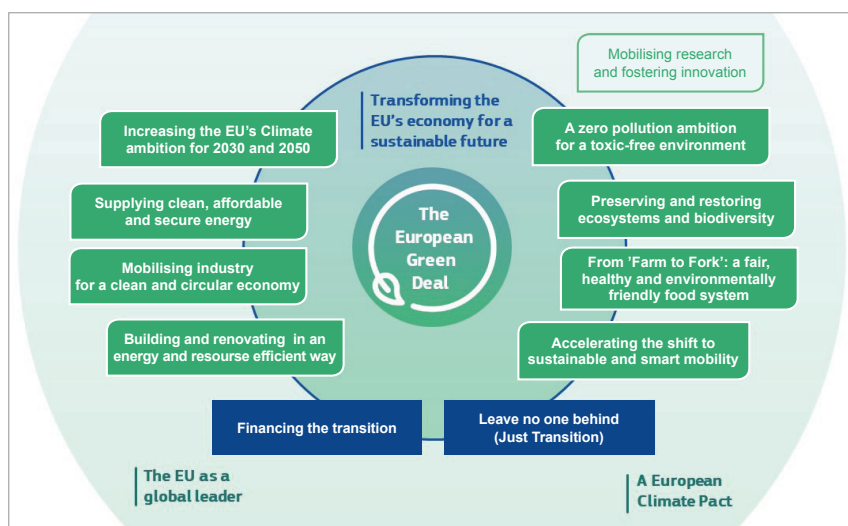 Mobilising research
and fostering innovation
Transforming the
EU's economy for a
sustainable future
Increasing the EU's Climate
ambition for 2030 and 2050
A zero pollution ambition
for a toxic-free environment
Supplying clean, affordable
and secure energy
Preserving and restoring
ecosystems and biodiversity
The
European
Green
Deal
Mobilising industry
for a clean and circular economy
From 'Farm to Fork': a fair,
healthy and environmentally
friendly food system
Building and renovating in an
energy and resourse efficient way
Accelerating the shift to
sustainable and smart mobility
Financing the transition
Leave no one behind
(Just Transition)
The EU as a
global leader
A European
Climate Pact